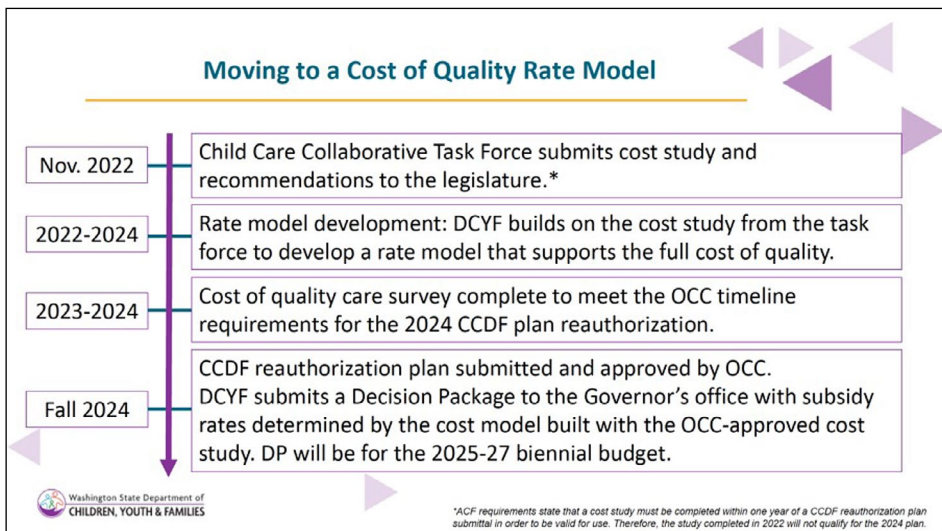 Moving to a Cost of Quality Rate Model
Nov. 2022
Child Care Collaborative Task Force submits cost study and
recommendations to the legislature.*
2022-2024
Rate model development: DCYF builds on the cost study from the task
force to develop a rate model that supports the full cost of quality.
2023-2024
Cost of quality care survey complete to meet the OCC timeline
requirements for the 2024 CCDF plan reauthorization.
Fall 2024
CCDF reauthorization plan submitted and approved by OCC.
DCYF submits a Decision Package to the Governor's office with subsidy
rates determined by the cost model built with the OCC-approved cost
study. DP will be for the 2025-27 biennial budget.
Washington State Department of
CHILDREN, YOUTH & FAMILIES
*ACF requirements state that a cost study must be completed within one year of a CCDF reauthorization plan
submittal in order to be valid for use. Therefore, the study completed in 2022 will not qualify for the 2024 plan.